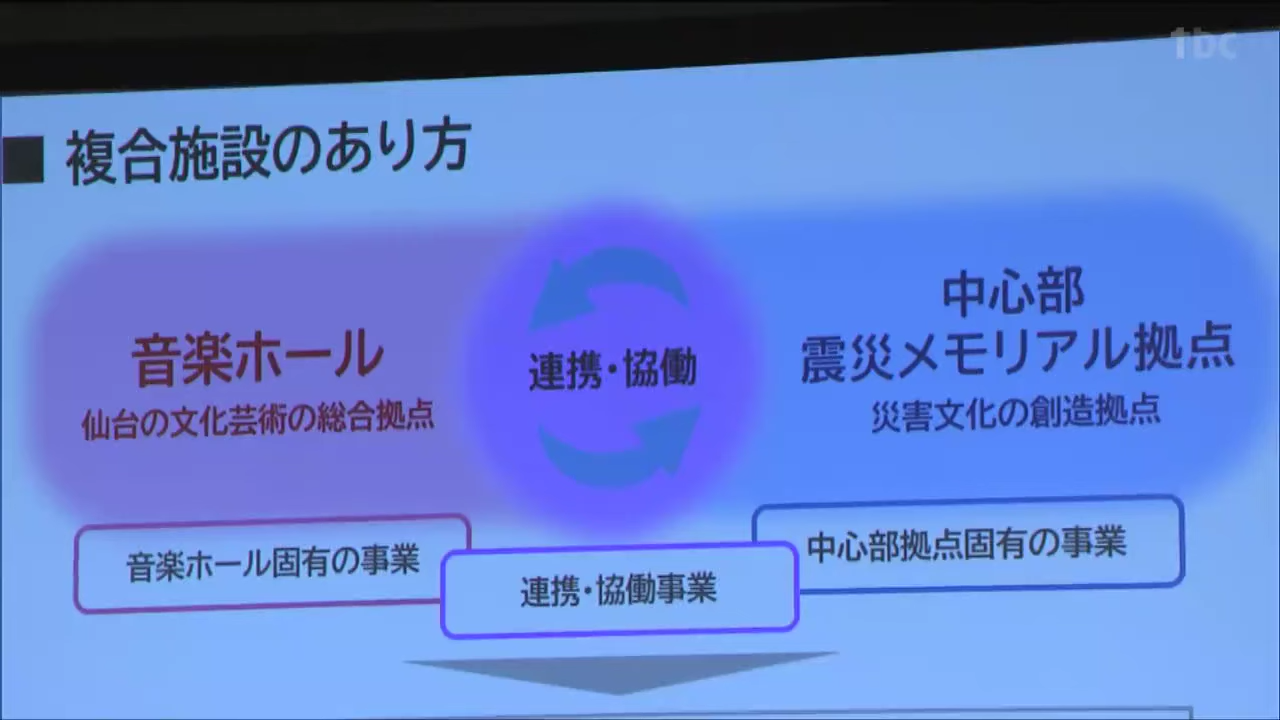 1bc
■ 複合施設のあり方
音楽ホール
仙台の文化芸術の総合拠点
連携・協働
中心部
震災メモリアル拠点
災害文化の創造拠点
音楽ホール固有の事業
連携・協働事業
中心部拠点固有の事業